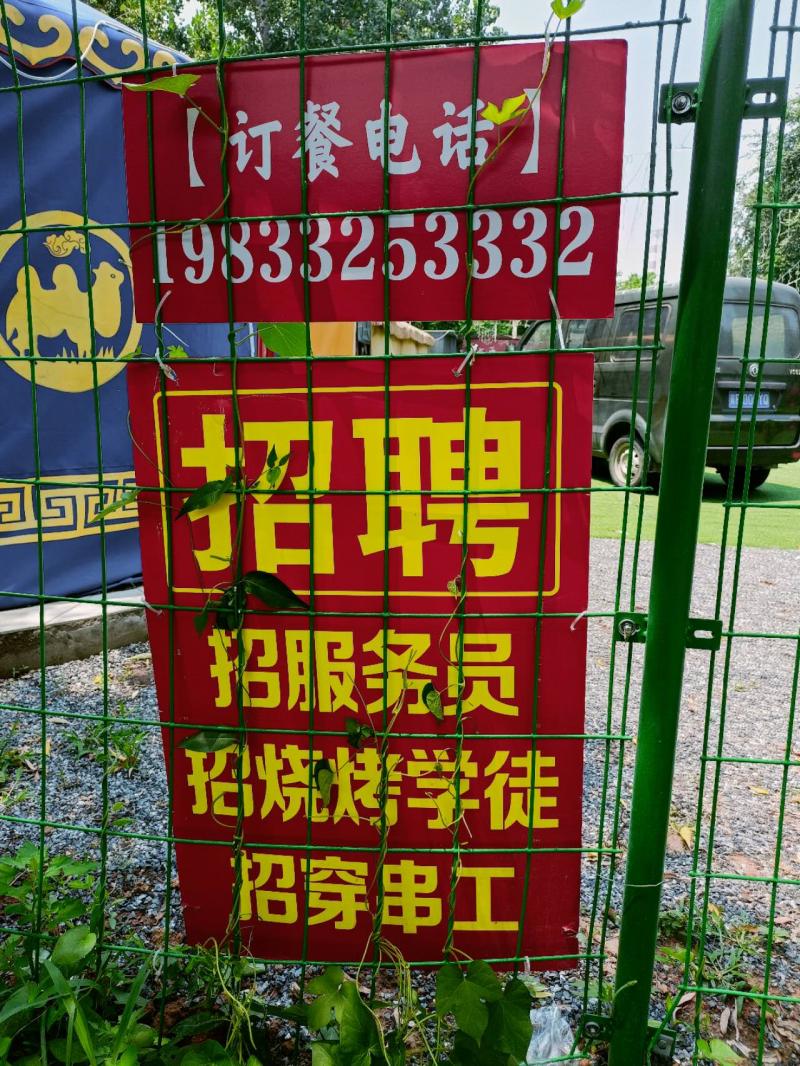 【订餐电话】
19833253332
招聘
招服务员
招烧烤学徒
招穿串工